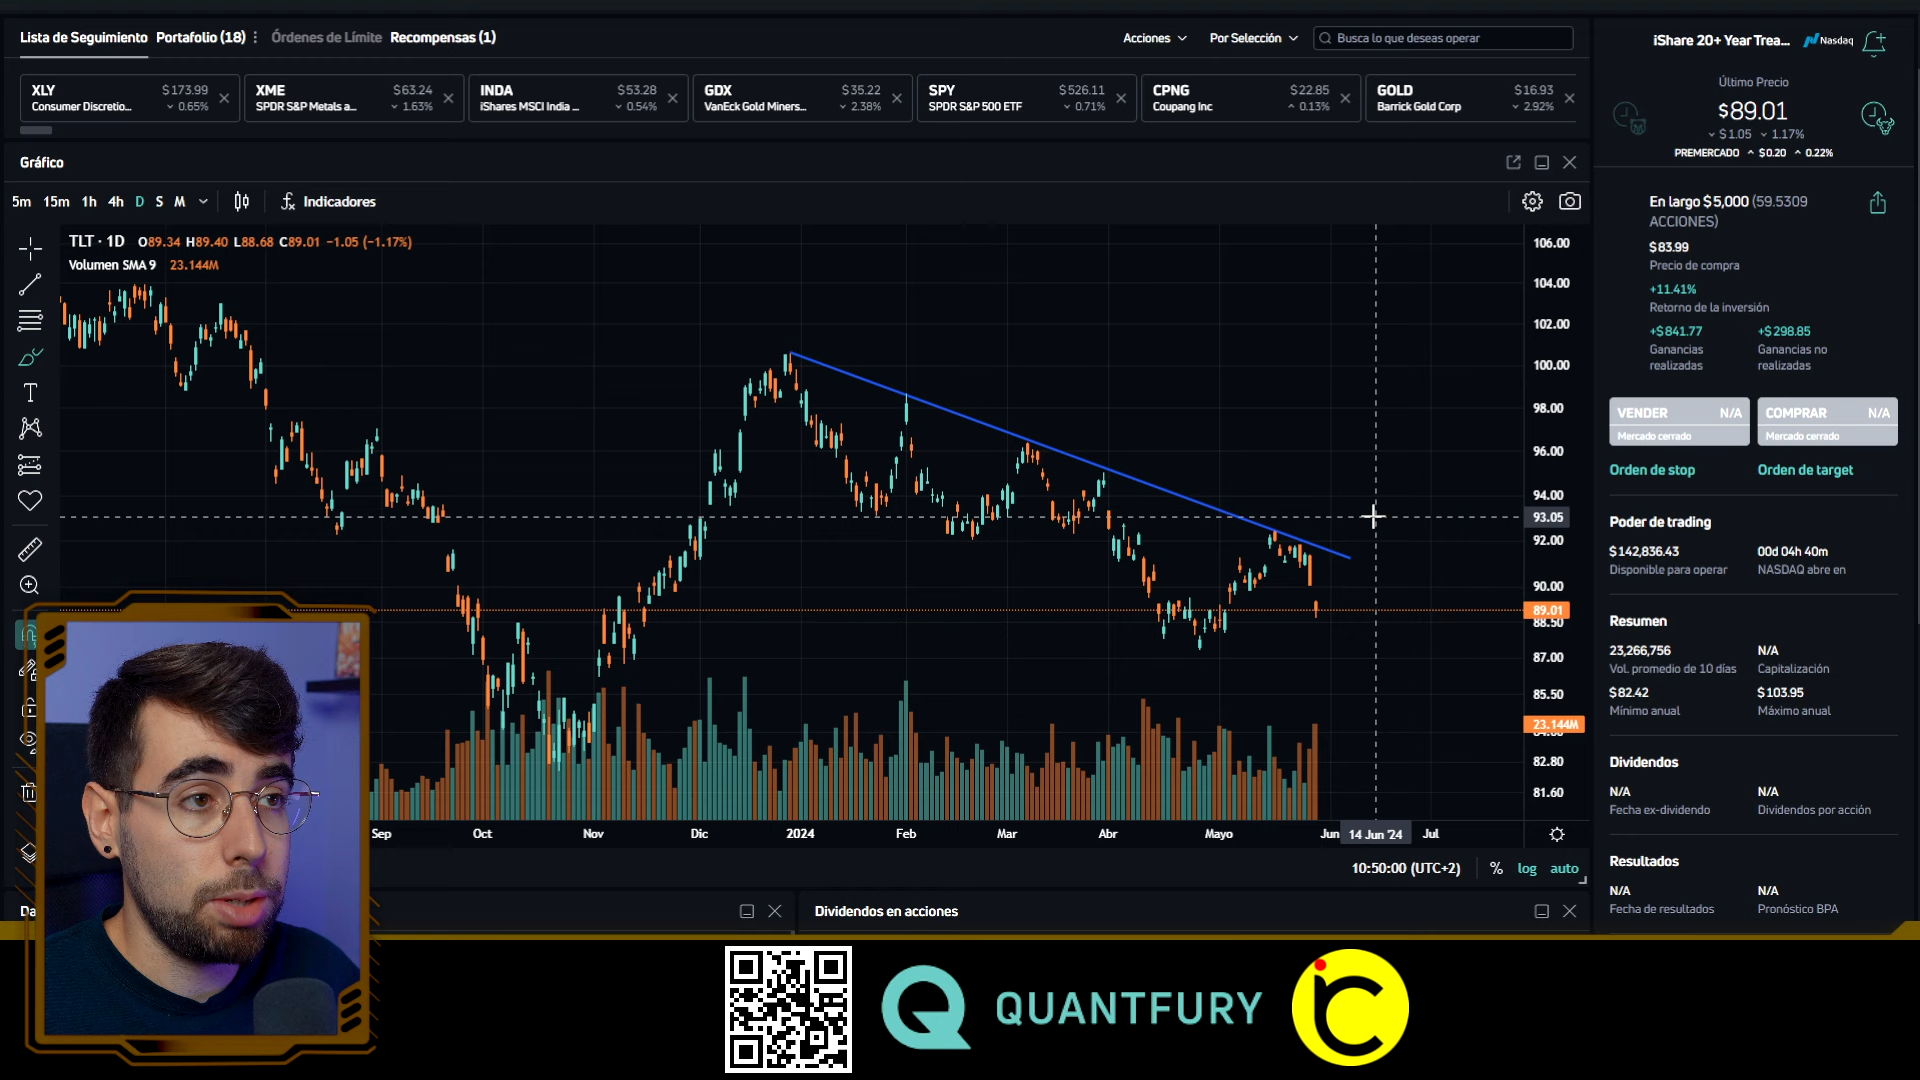 Lista de Seguimiento Portafolio (18) Órdenes de Límite Recompensas (1)
Acciones Por Selección Busca lo que deseas operar
XLY $173.99
Consumer Discretio... 0.65%
XME $63.24
SPDR S&P Metals a... 1.63%
INDA $53.28
iShares MSCI India ... 0.54%
GDX $35.22
VanEck Gold Miners... 2.38%
SPY $526.11
SPDR S&P 500 ETF 0.71%
CPNG $22.85
Coupang Inc 0.13%
GOLD $16.93
Barrick Gold Corp 2.92%
Gráfico
5m 15m 1h 4h D S M Indicadores
TLT · 1D O89.34 H89.40 L88.68 C89.01 −1.05 (−1.17%)
Volumen SMA 9 23.144M
106.00
104.00
102.00
100.00
98.00
96.00
94.00
93.05
92.00
90.00
89.01
88.50
87.00
85.50
23.144M
82.80
81.60
Sep Oct Nov Dic 2024 Feb Mar Abr Mayo Jun 14 Jun '24 Jul
10:50:00 (UTC+2) % log auto
Dividendos en acciones
iShare 20+ Year Trea... Nasdaq
Último Precio
$89.01
$1.05 1.17%
PREMERCADO $0.20 0.22%
En largo $5,000 (59.5309
ACCIONES)
$83.99
Precio de compra
+11.41%
Retorno de la inversión
+$841.77 +$298.85
Ganancias Ganancias no
realizadas realizadas
VENDER N/A COMPRAR N/A
Mercado cerrado Mercado cerrado
Orden de stop Orden de target
Poder de trading
$142,836.43 00d 04h 40m
Disponible para operar NASDAQ abre en
Resumen
23,266,756 N/A
Vol. promedio de 10 días Capitalización
$82.42 $103.95
Mínimo anual Máximo anual
Dividendos
N/A N/A
Fecha ex-dividendo Dividendos por acción
Resultados
N/A N/A
Fecha de resultados Pronóstico BPA
QUANTFURY